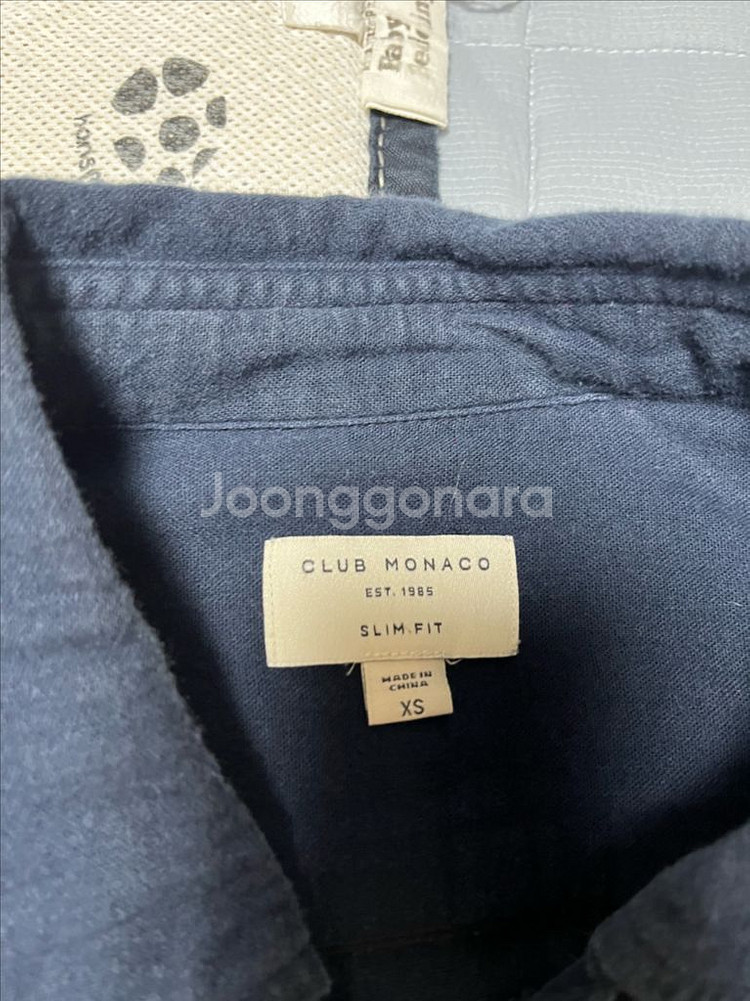 Joonggonara
CLUB MONACO
EST. 1985
SLIM FIT
MADE IN
CHINA
XS